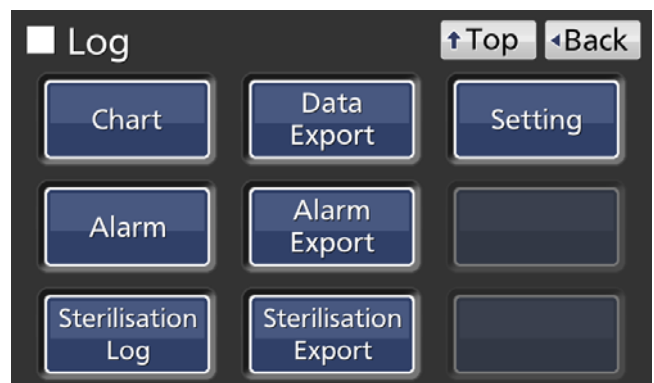 Log
↑Top ◂Back
Chart
Data
Export
Setting
Alarm
Alarm
Export
Sterilisation
Log
Sterilisation
Export